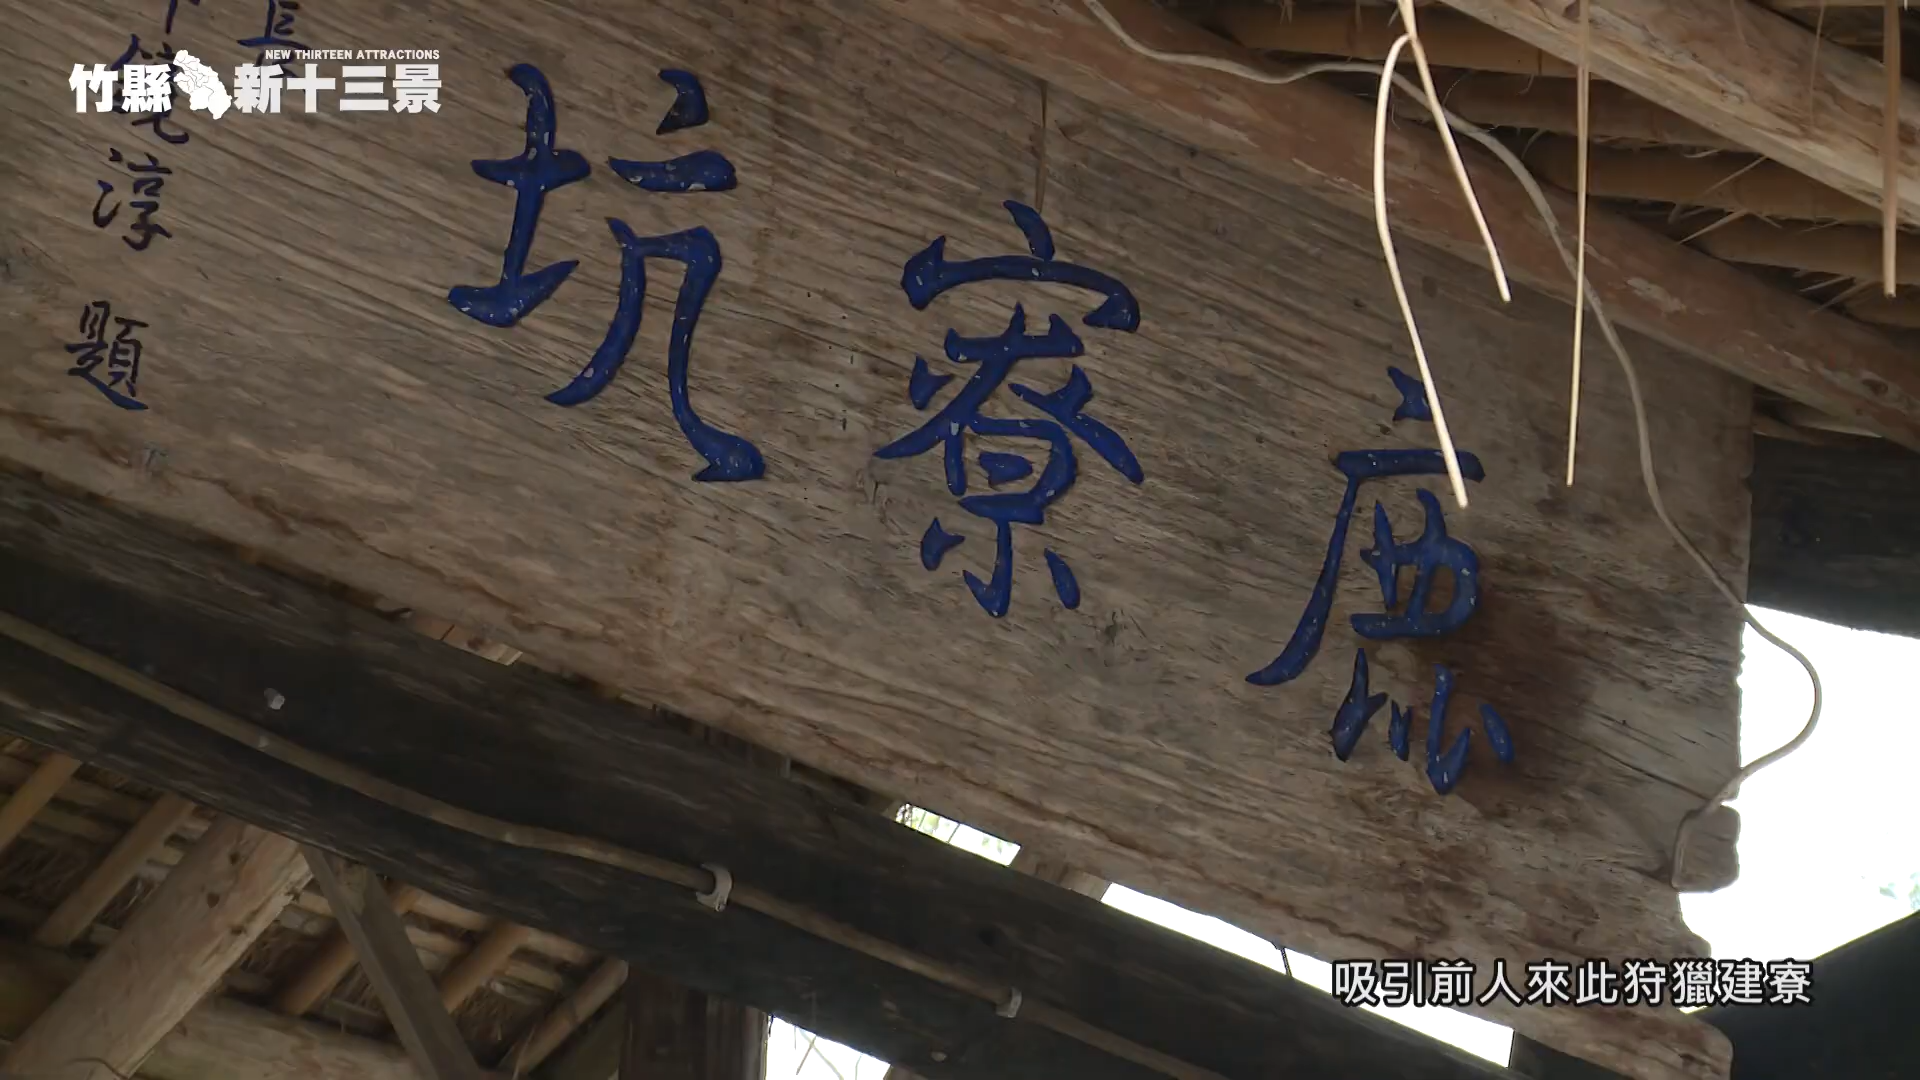 NEW THIRTEEN ATTRACTIONS
竹縣新十三景
鹿寮坑
長
淳 題
吸引前人來此狩獵建寮